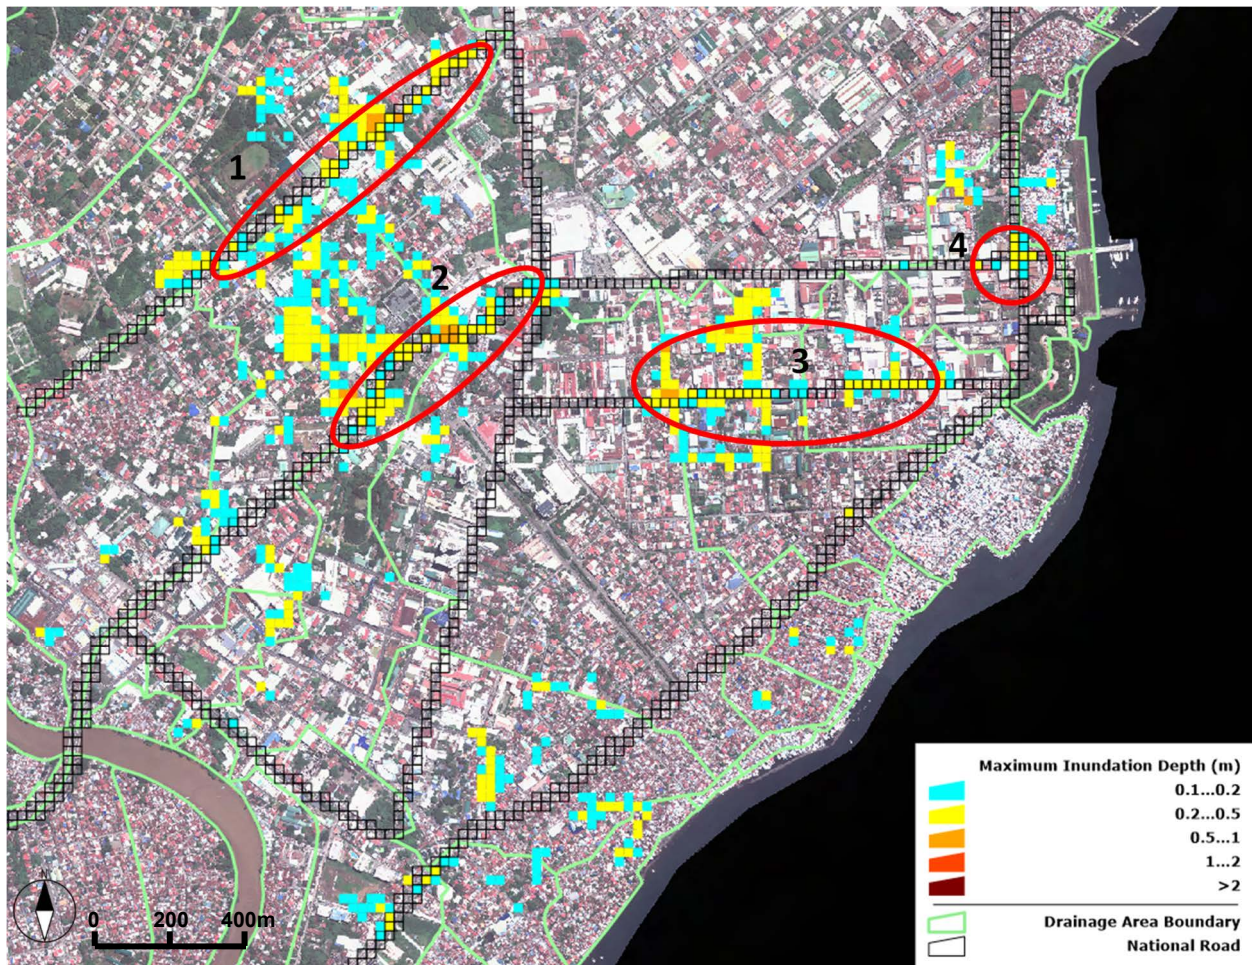 1
2
3
4
N
0 200 400m
Maximum Inundation Depth (m)
0.1...0.2
0.2...0.5
0.5...1
1...2
>2
Drainage Area Boundary
National Road